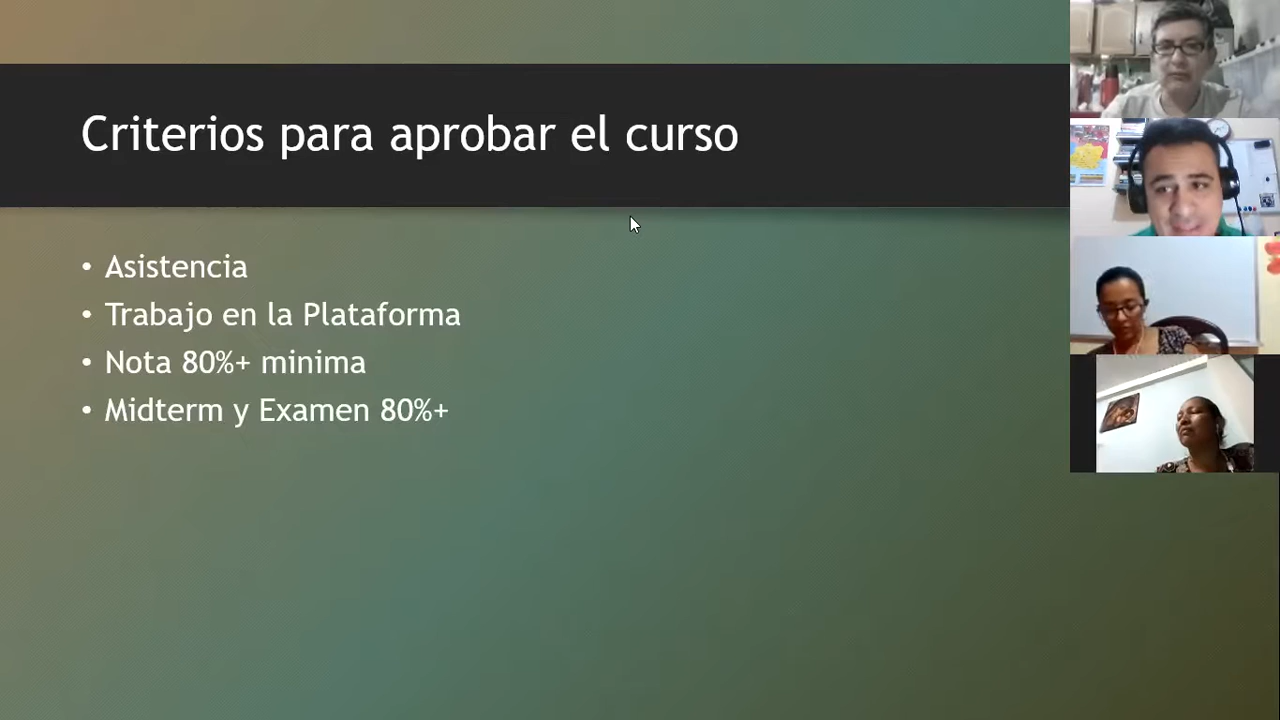 Criterios para aprobar el curso
• Asistencia
• Trabajo en la Plataforma
• Nota 80%+ minima
• Midterm y Examen 80%+